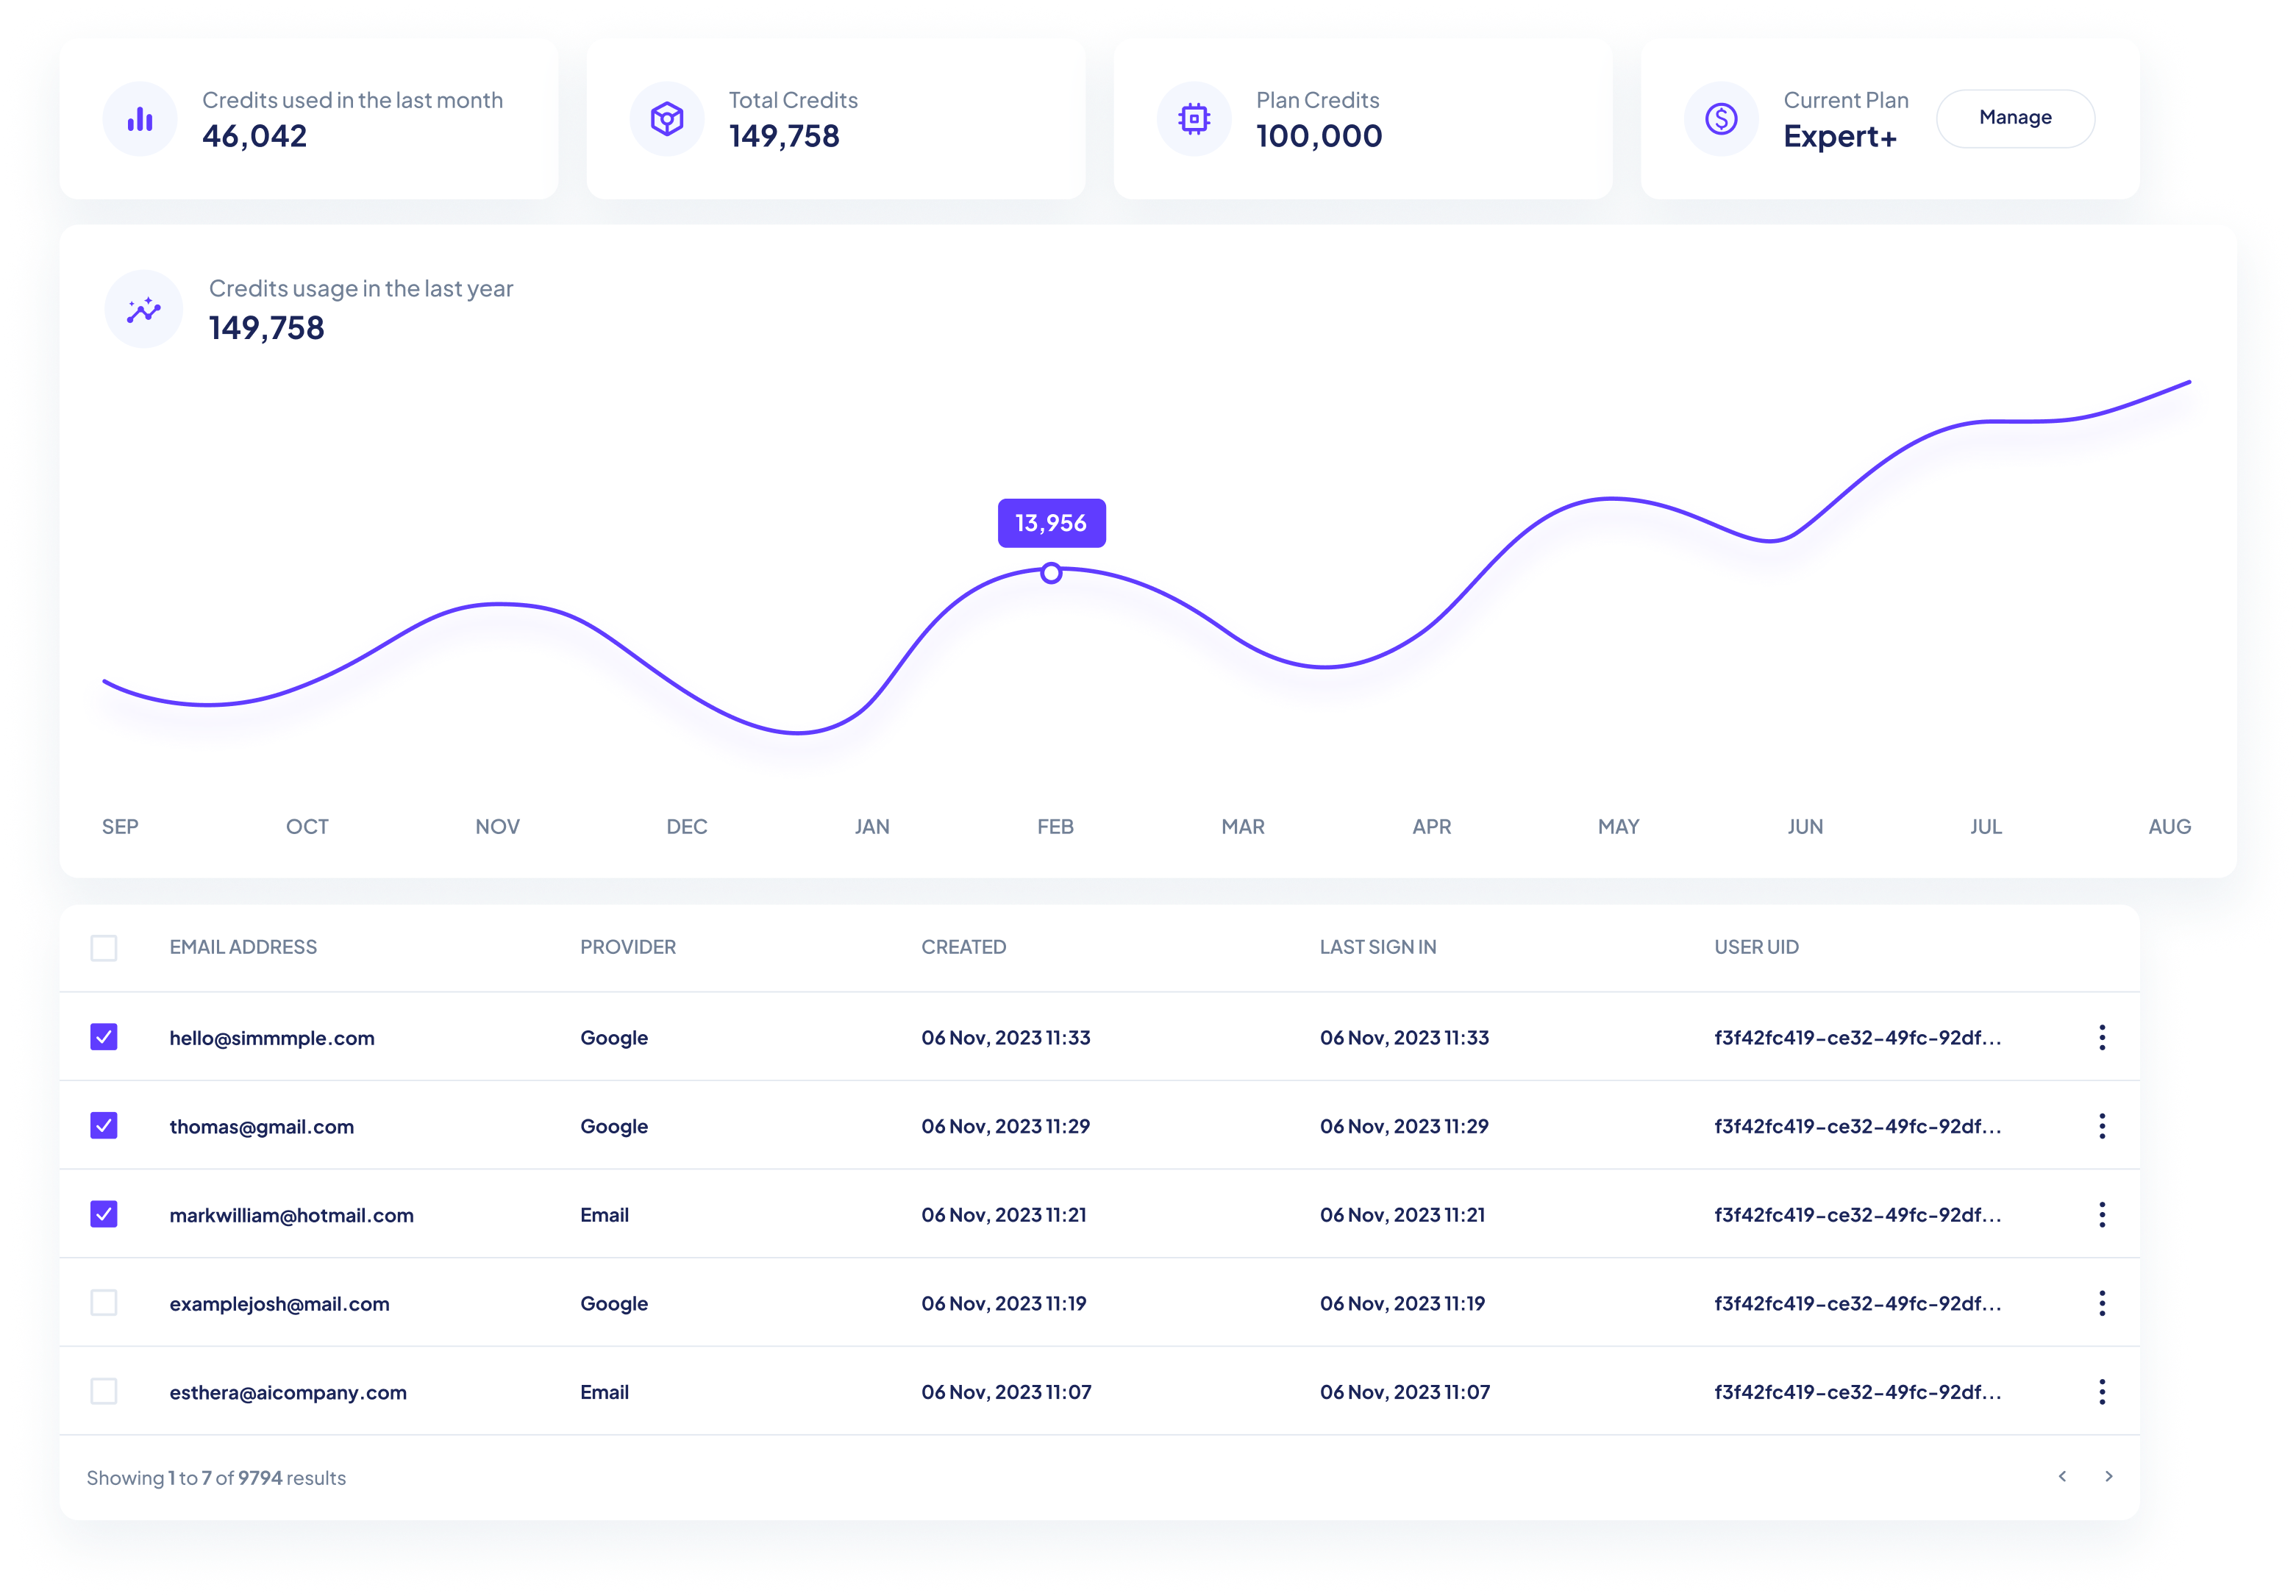 Credits used in the last month
46,042
Total Credits
149,758
Plan Credits
100,000
Current Plan
Expert+
Manage
Credits usage in the last year
149,758
13,956
SEP OCT NOV DEC JAN FEB MAR APR MAY JUN JUL AUG
EMAIL ADDRESS PROVIDER CREATED LAST SIGN IN USER UID
hello@simmmple.com Google 06 Nov, 2023 11:33 06 Nov, 2023 11:33 f3f42fc419-ce32-49fc-92df...
thomas@gmail.com Google 06 Nov, 2023 11:29 06 Nov, 2023 11:29 f3f42fc419-ce32-49fc-92df...
markwilliam@hotmail.com Email 06 Nov, 2023 11:21 06 Nov, 2023 11:21 f3f42fc419-ce32-49fc-92df...
examplejosh@mail.com Google 06 Nov, 2023 11:19 06 Nov, 2023 11:19 f3f42fc419-ce32-49fc-92df...
esthera@aicompany.com Email 06 Nov, 2023 11:07 06 Nov, 2023 11:07 f3f42fc419-ce32-49fc-92df...
Showing 1 to 7 of 9794 results